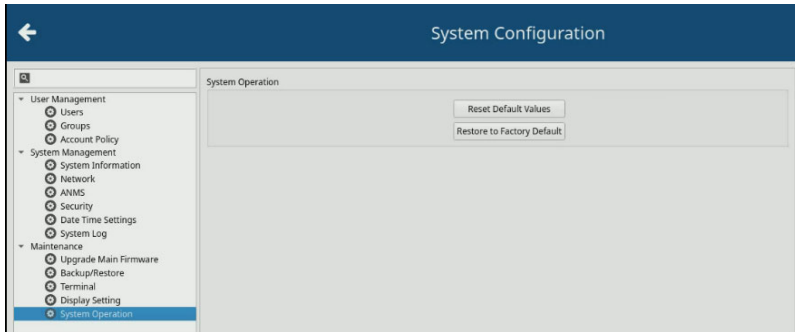 System Configuration
System Operation
Reset Default Values
Restore to Factory Default
User Management
Users
Groups
Account Policy
System Management
System Information
Network
ANMS
Security
Date Time Settings
System Log
Maintenance
Upgrade Main Firmware
Backup/Restore
Terminal
Display Setting
System Operation